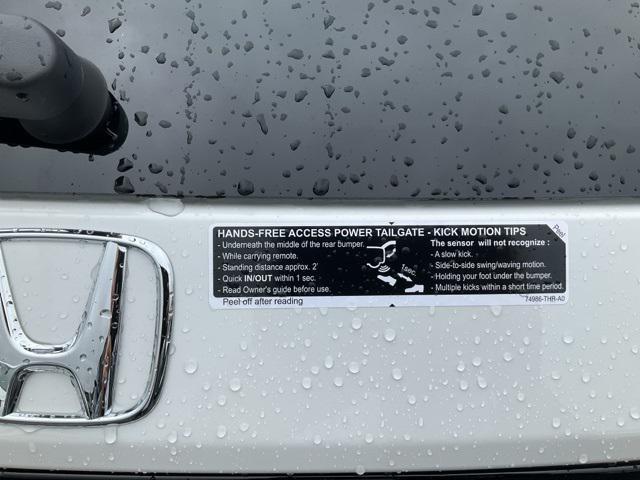 HANDS-FREE ACCESS POWER TAILGATE - KICK MOTION TIPS
- Underneath the middle of the rear bumper.
- While carrying remote.
- Standing distance approx. 2'
- Quick IN/OUT within 1 sec.
- Read Owner's guide before use.
1sec.
The sensor will not recognize :
- A slow kick.
- Side-to-side swing/waving motion.
- Holding your foot under the bumper.
- Multiple kicks within a short time period.
Peel
Peel off after reading
74986-THR-A0